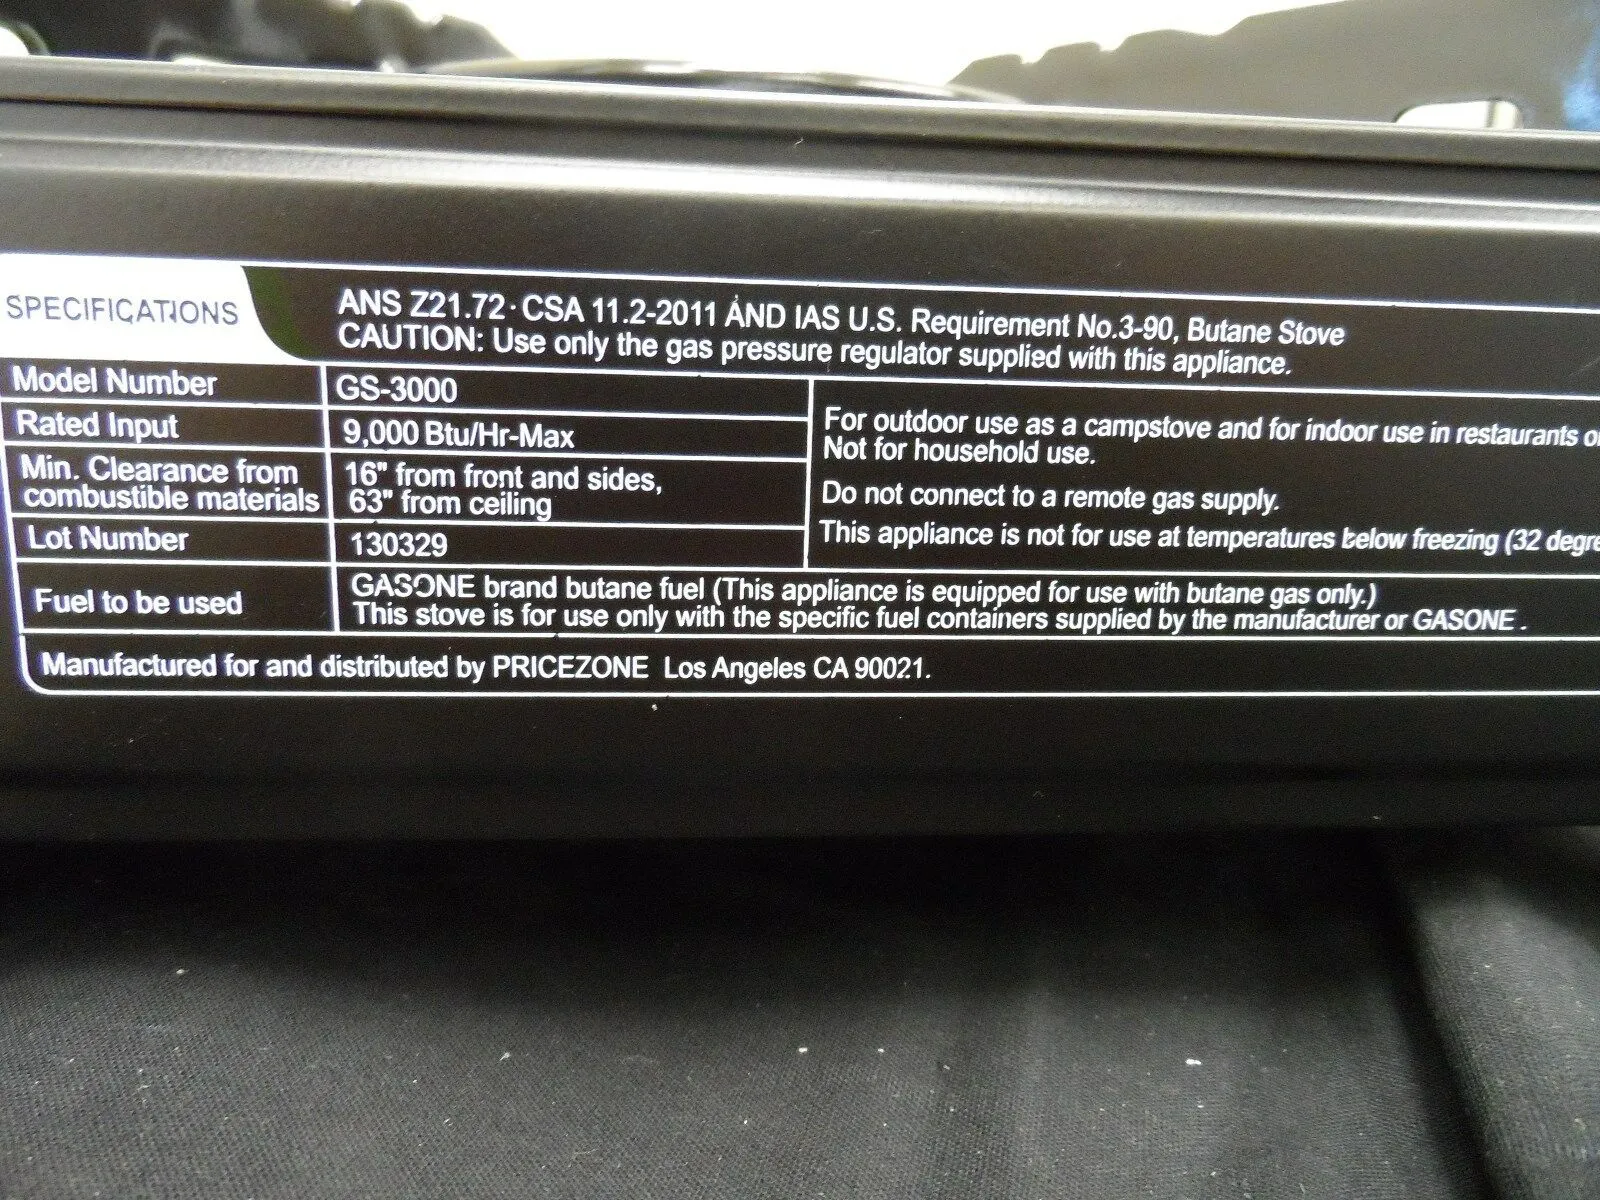 SPECIFICATIONS
ANS Z21.72 · CSA 11.2-2011 AND IAS U.S. Requirement No.3-90, Butane Stove
CAUTION: Use only the gas pressure regulator supplied with this appliance.
Model Number GS-3000
Rated Input 9,000 Btu/Hr-Max
Min. Clearance from
combustible materials
16" from front and sides,
63" from ceiling
Lot Number 130329
For outdoor use as a campstove and for indoor use in restaurants
Not for household use.
Do not connect to a remote gas supply.
This appliance is not for use at temperatures below freezing (32
Fuel to be used
GASONE brand butane fuel (This appliance is equipped for use with butane gas only.)
This stove is for use only with the specific fuel containers supplied by the manufacturer or GASONE .
Manufactured for and distributed by PRICEZONE Los Angeles CA 90021.